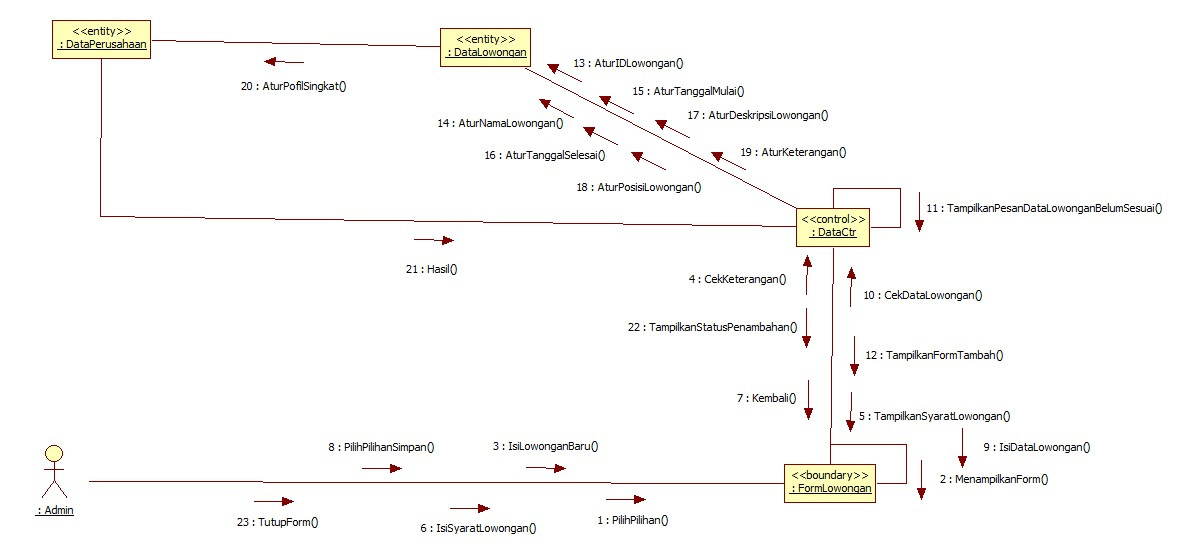 <<entity>>
: DataPerusahaan
<<entity>>
: DataLowongan
13 : AturIDLowongan()
20 : AturPofilSingkat()
15 : AturTanggalMulai()
14 : AturNamaLowongan()
17 : AturDeskripsiLowongan()
16 : AturTanggalSelesai()
19 : AturKeterangan()
18 : AturPosisiLowongan()
<<control>>
: DataCtr
11 : TampilkanPesanDataLowonganBelumSesuai()
21 : Hasil()
4 : CekKeterangan()
10 : CekDataLowongan()
22 : TampilkanStatusPenambahan()
12 : TampilkanFormTambah()
7 : Kembali()
5 : TampilkanSyaratLowongan()
8 : PilihPilihanSimpan()
3 : IsiLowonganBaru()
9 : IsiDataLowongan()
<<boundary>>
: FormLowongan
2 : MenampilkanForm()
: Admin
23 : TutupForm()
6 : IsiSyaratLowongan()
1 : PilihPilihan()